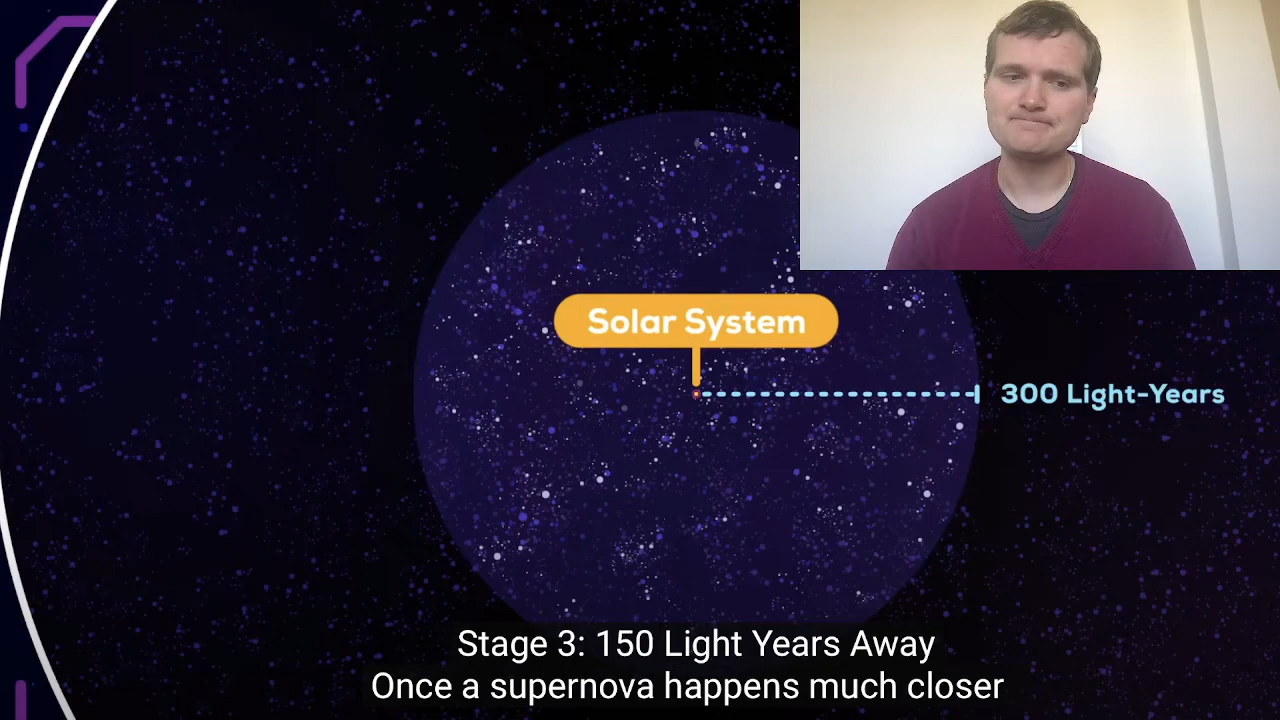 Solar System
300 Light-Years
Stage 3: 150 Light Years Away
Once a supernova happens much closer